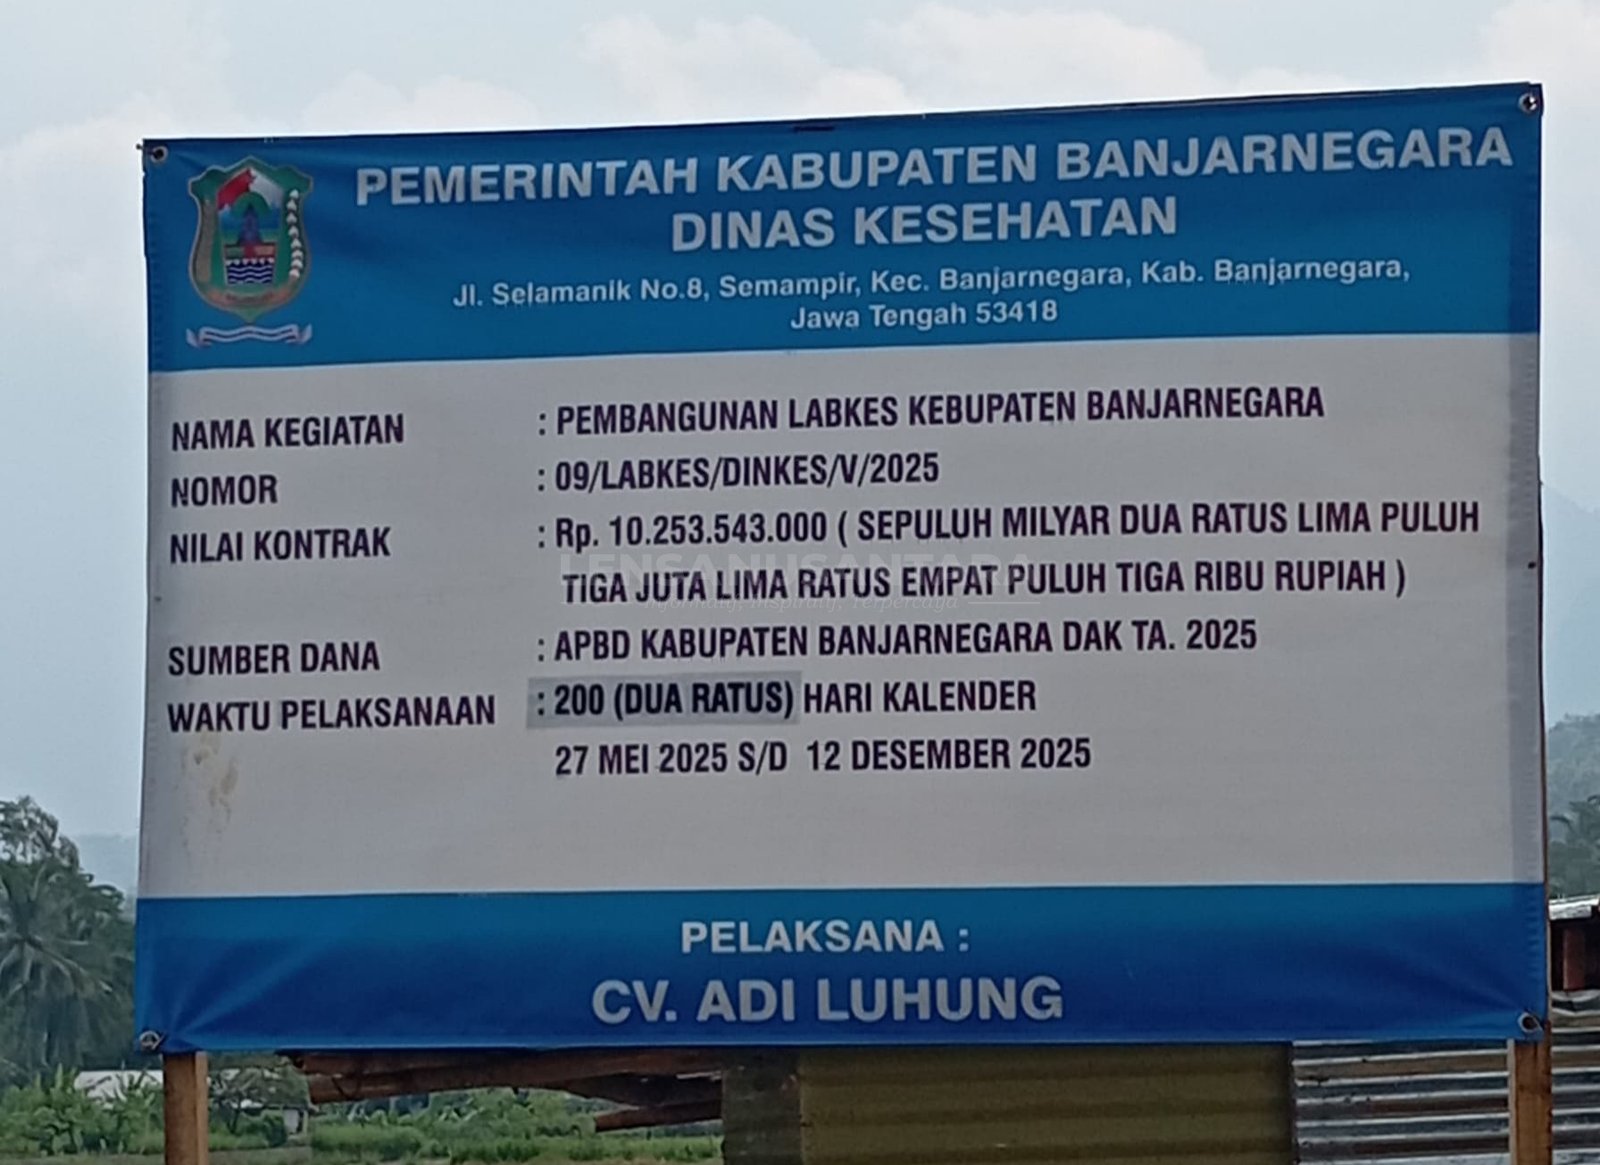 PEMERINTAH KABUPATEN BANJARNEGARA
DINAS KESEHATAN
Jl. Selamanik No.8, Semampir, Kec. Banjarnegara, Kab. Banjarnegara,
Jawa Tengah 53418
NAMA KEGIATAN : PEMBANGUNAN LABKES KEBUPATEN BANJARNEGARA
NOMOR : 09/LABKES/DINKES/V/2025
NILAI KONTRAK : Rp. 10.253.543.000 ( SEPULUH MILYAR DUA RATUS LIMA PULUH
TIGA JUTA LIMA RATUS EMPAT PULUH TIGA RIBU RUPIAH )
LENSANUSANTARA
Informatif, Inspiratif, Terpercaya
SUMBER DANA : APBD KABUPATEN BANJARNEGARA DAK TA. 2025
WAKTU PELAKSANAAN : 200 (DUA RATUS) HARI KALENDER
27 MEI 2025 S/D 12 DESEMBER 2025
PELAKSANA :
CV. ADI LUHUNG